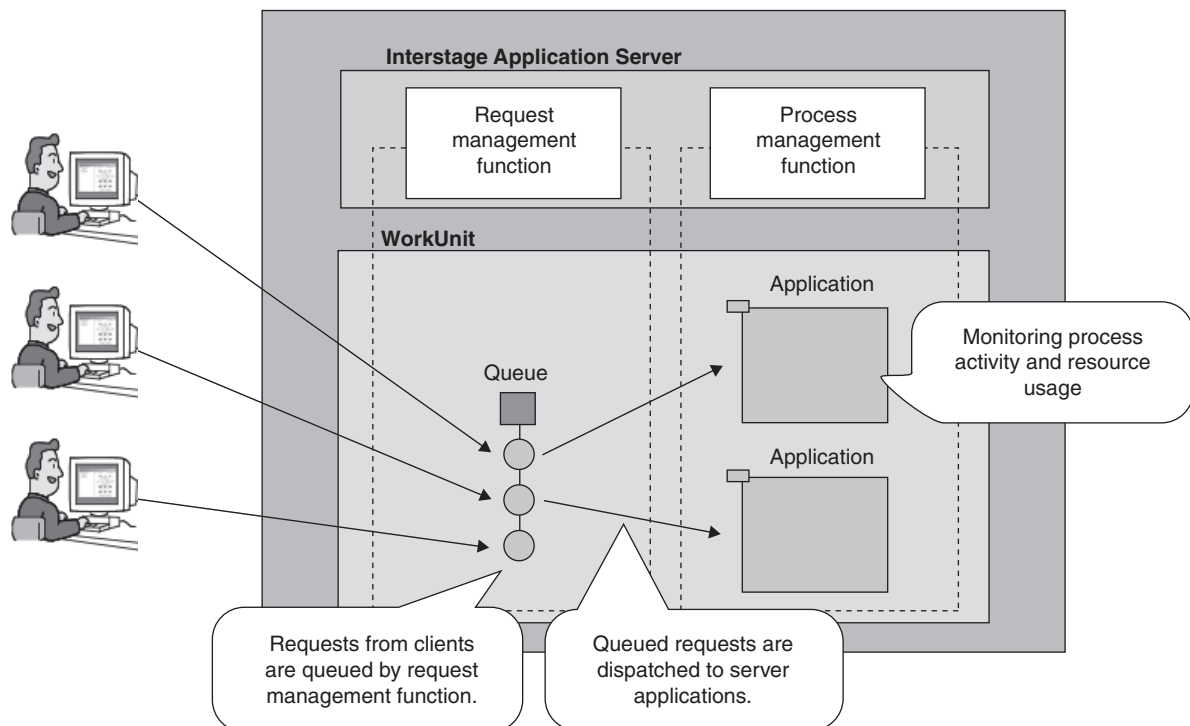 Interstage Application Server
Request
management
function
Process
management
function
WorkUnit
Application
Monitoring process
activity and resource
usage
Queue
Application
Requests from clients
are queued by request
management function.
Queued requests are
dispatched to server
applications.